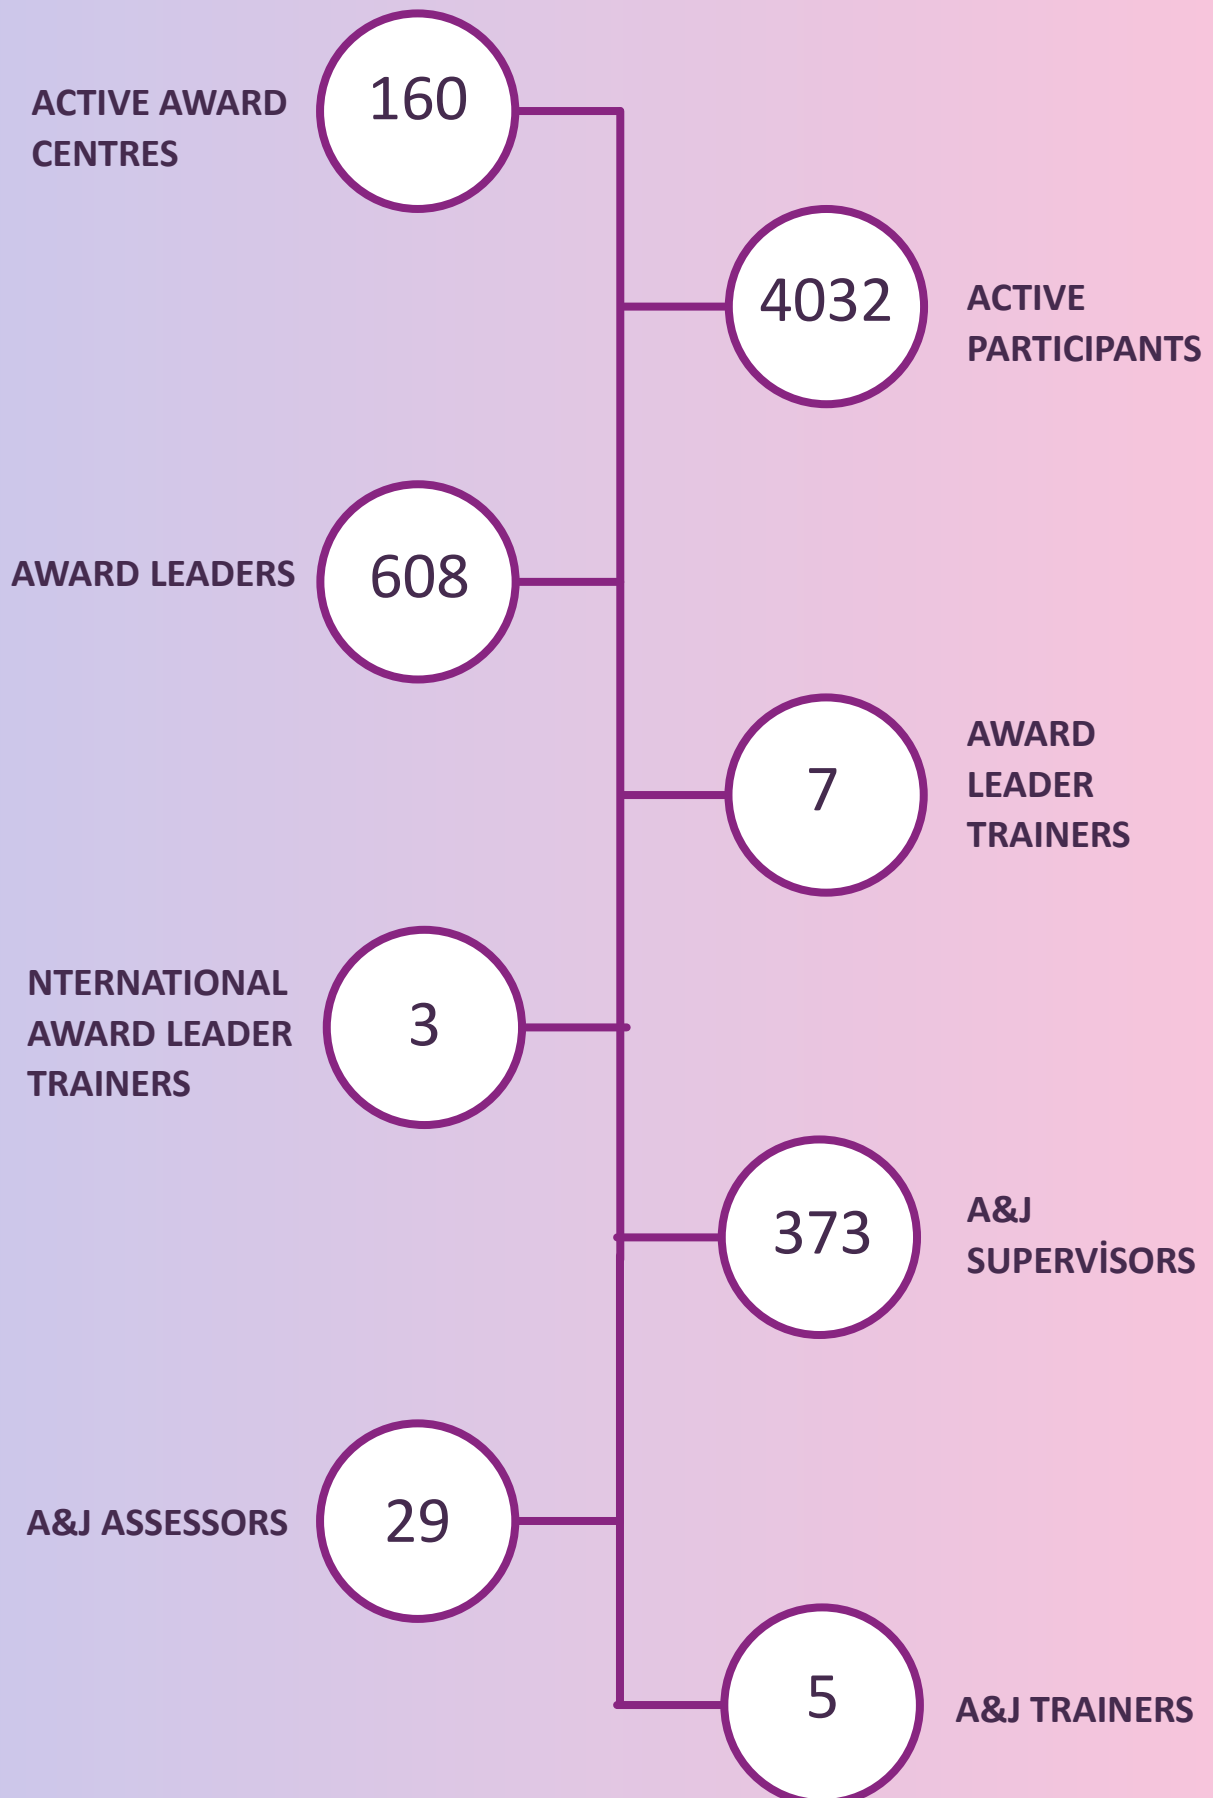 160
ACTIVE AWARD
CENTRES
4032
ACTIVE
PARTICIPANTS
608
AWARD LEADERS
7
AWARD
LEADER
TRAINERS
3
NTERNATIONAL
AWARD LEADER
TRAINERS
373
A&J
SUPERVİSORS
29
A&J ASSESSORS
5
A&J TRAINERS